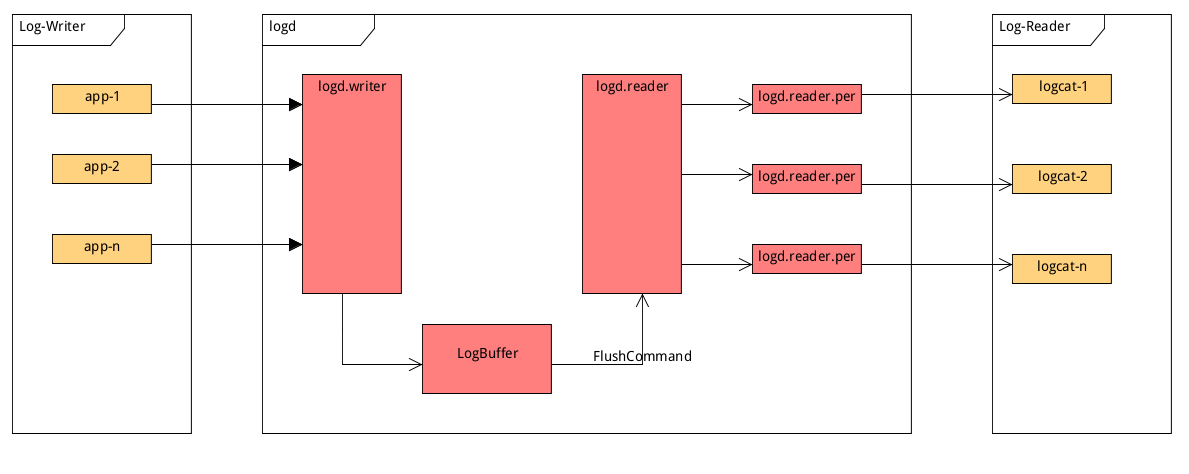 Log-Writer
app-1
app-2
app-n
logd
logd.writer
logd.reader
logd.reader.per
logd.reader.per
logd.reader.per
LogBuffer
FlushCommand
Log-Reader
logcat-1
logcat-2
logcat-n